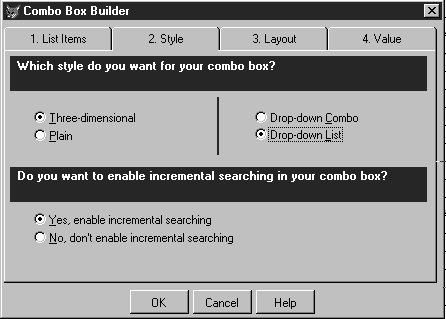 Combo Box Builder
1. List Items 2. Style 3. Layout 4. Value
Which style do you want for your combo box?
Three-dimensional Drop-down Combo
Plain Drop-down List
Do you want to enable incremental searching in your combo box?
Yes, enable incremental searching
No, don't enable incremental searching
OK Cancel Help